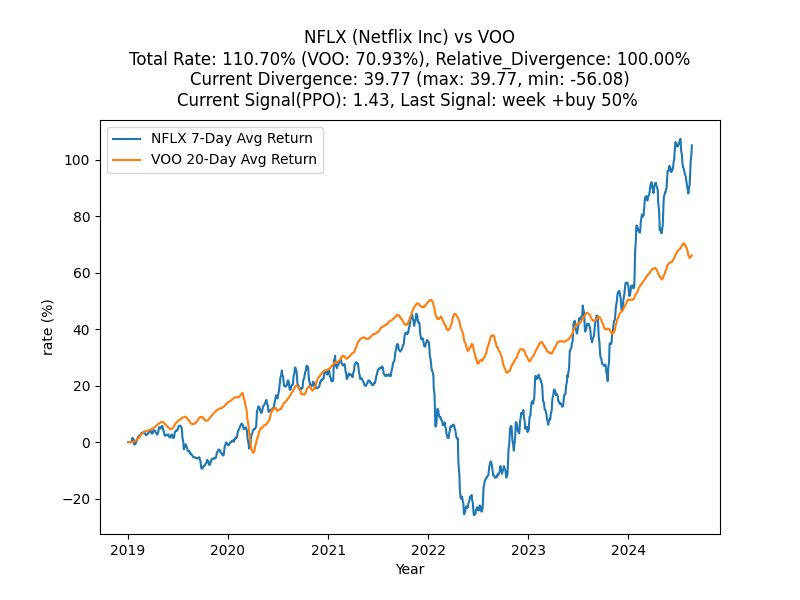 NFLX (Netflix Inc) vs VOO
Total Rate: 110.70% (VOO: 70.93%), Relative_Divergence: 100.00%
Current Divergence: 39.77 (max: 39.77, min: -56.08)
Current Signal(PPO): 1.43, Last Signal: week +buy 50%
NFLX 7-Day Avg Return
VOO 20-Day Avg Return
100
80
60
40
20
0
−20
rate (%)
2019
2020
2021
2022
2023
2024
Year